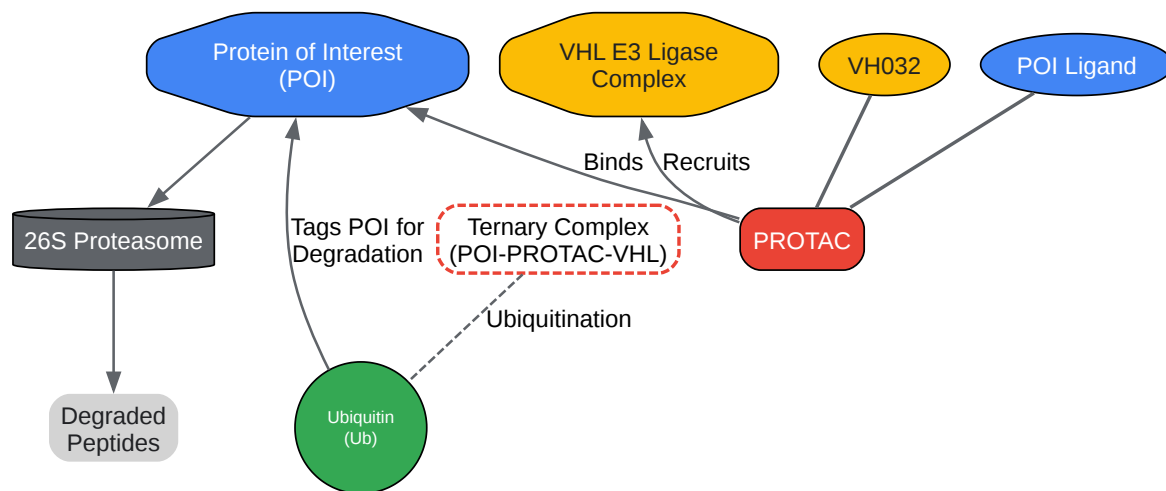 Protein of Interest
(POI)
VHL E3 Ligase
Complex
VH032
POI Ligand
Binds
Recruits
26S Proteasome
Tags POI for
Degradation
Ternary Complex
(POI-PROTAC-VHL)
PROTAC
Ubiquitination
Degraded
Peptides
Ubiquitin
(Ub)